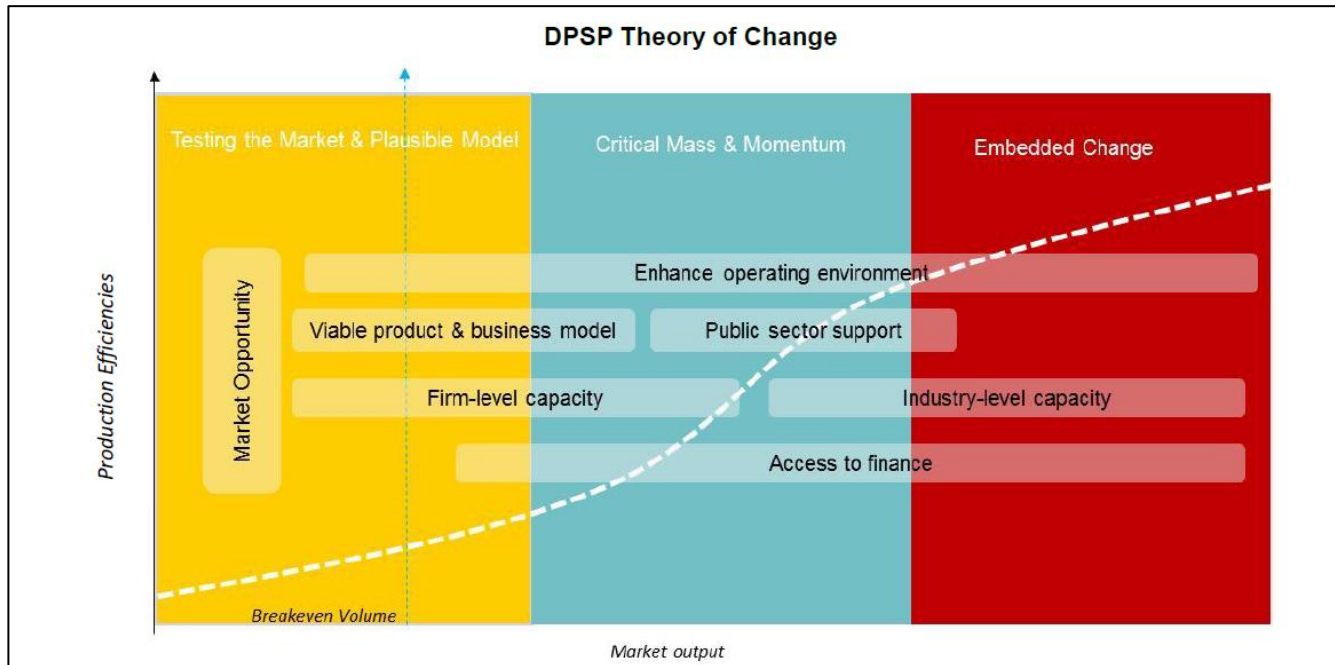 DPSP Theory of Change
Testing the Market & Plausible Model
Critical Mass & Momentum
Embedded Change
Production Efficiencies
Market Opportunity
Enhance operating environment
Viable product & business model
Public sector support
Firm-level capacity
Industry-level capacity
Access to finance
Breakeven Volume
Market output